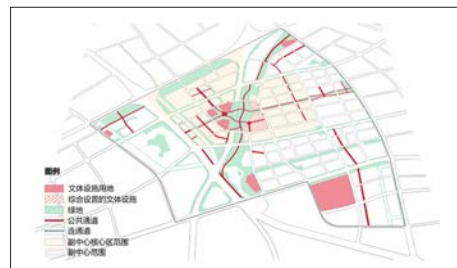 图例
文体设施用地
综合设置的文体设施
绿地
公共通道
连通道
副中心核心区范围
副中心范围